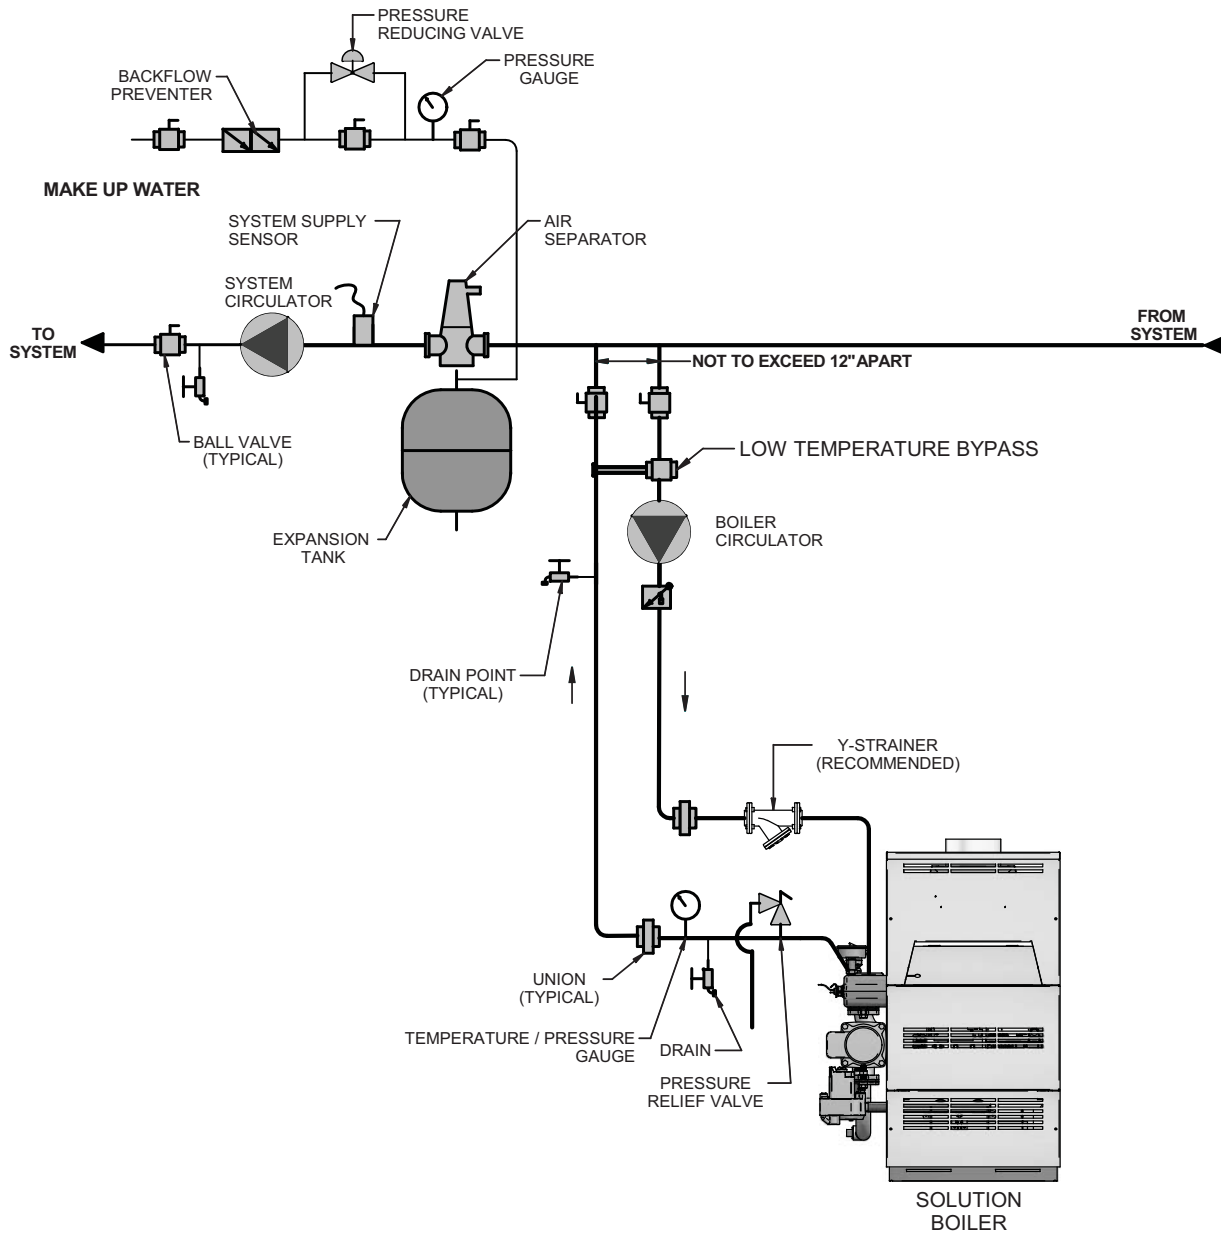 PRESSURE
REDUCING VALVE
PRESSURE
GAUGE
BACKFLOW
PREVENTER
MAKE UP WATER
SYSTEM SUPPLY
SENSOR
AIR
SEPARATOR
SYSTEM
CIRCULATOR
TO
SYSTEM
FROM
SYSTEM
NOT TO EXCEED 12" APART
BALL VALVE
(TYPICAL)
LOW TEMPERATURE BYPASS
EXPANSION
TANK
BOILER
CIRCULATOR
DRAIN POINT
(TYPICAL)
Y-STRAINER
(RECOMMENDED)
UNION
(TYPICAL)
TEMPERATURE / PRESSURE
GAUGE
DRAIN
PRESSURE
RELIEF VALVE
SOLUTION
BOILER